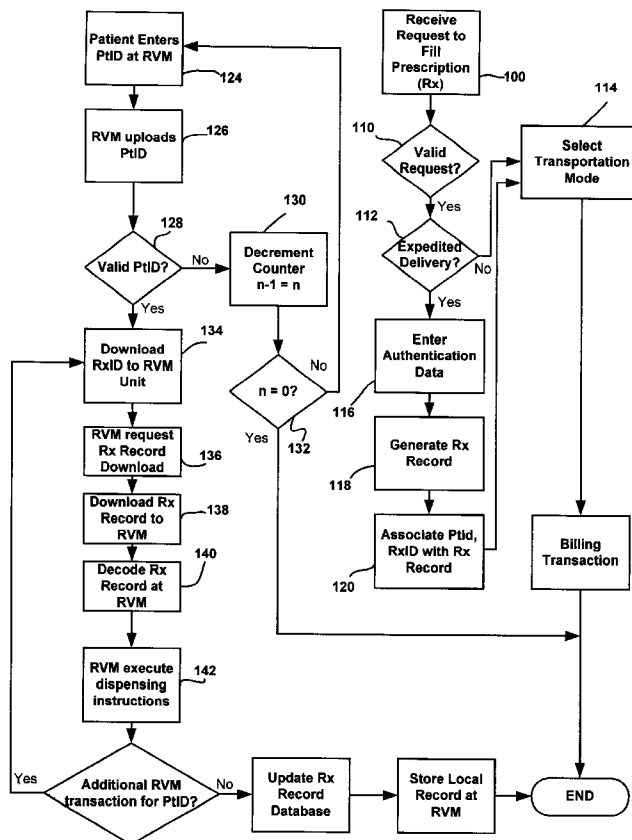 Patient Enters
PtID at RVM
124
RVM uploads
PtID
126
128
Valid PtID?
No
Yes
130
Decrement
Counter
n-1 = n
n = 0?
No
Yes
132
Download
RxID to RVM
Unit
134
RVM request
Rx Record
Download
136
Download Rx
Record to RVM
138
Decode Rx
Record at
RVM
140
RVM execute
dispensing
instructions
142
Additional RVM
transaction for PtID?
Yes
No
Update Rx
Record
Database
Store Local
Record at
RVM
END
Receive
Request to
Fill
Prescription
(Rx)
100
110
Valid
Request?
Yes
112
Expedited
Delivery?
No
Yes
114
Select
Transportation
Mode
Enter
Authentication
Data
116
Generate Rx
Record
118
Associate Ptid,
RxID with Rx
Record
120
Billing
Transaction